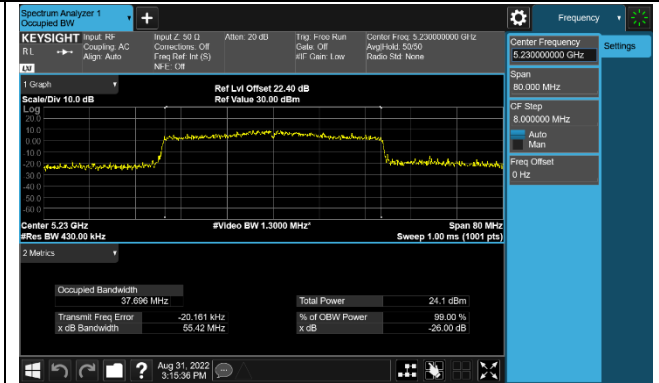 Spectrum Analyzer 1
Occupied BW
+
Frequency
KEYSIGHT
RL
LXI
Input: RF
Coupling: AC
Align: Auto
Input Z: 50 Ω
Corrections: Off
Freq Ref: Int (S)
NFE: Off
Atten: 20 dB
Trig: Free Run
Gate: Off
#IF Gain: Low
Center Freq: 5.230000000 GHz
Avg|Hold: 50/50
Radio Std: None
Center Frequency
5.230000000 MHz
Settings
Span
80.000 MHz
CF Step
8.000000 MHz
Auto
Man
Freq Offset
0 Hz
1 Graph
Scale/Div 10.0 dB
Ref Lvl Offset 22.40 dB
Ref Value 30.00 dBm
Log
20.0
10.0
0.00
-10.0
-20.0
-30.0
-40.0
-50.0
-60.0
Center 5.23 GHz
#Res BW 430.00 kHz
#Video BW 1.3000 MHz*
Span 80 MHz
Sweep 1.00 ms (1001 pts)
2 Metrics
Occupied Bandwidth
37.696 MHz
Total Power 24.1 dBm
Transmit Freq Error -20.161 kHz
% of OBW Power 99.00 %
x dB Bandwidth 55.42 MHz
x dB -26.00 dB
?
Aug 31, 2022
3:15:36 PM